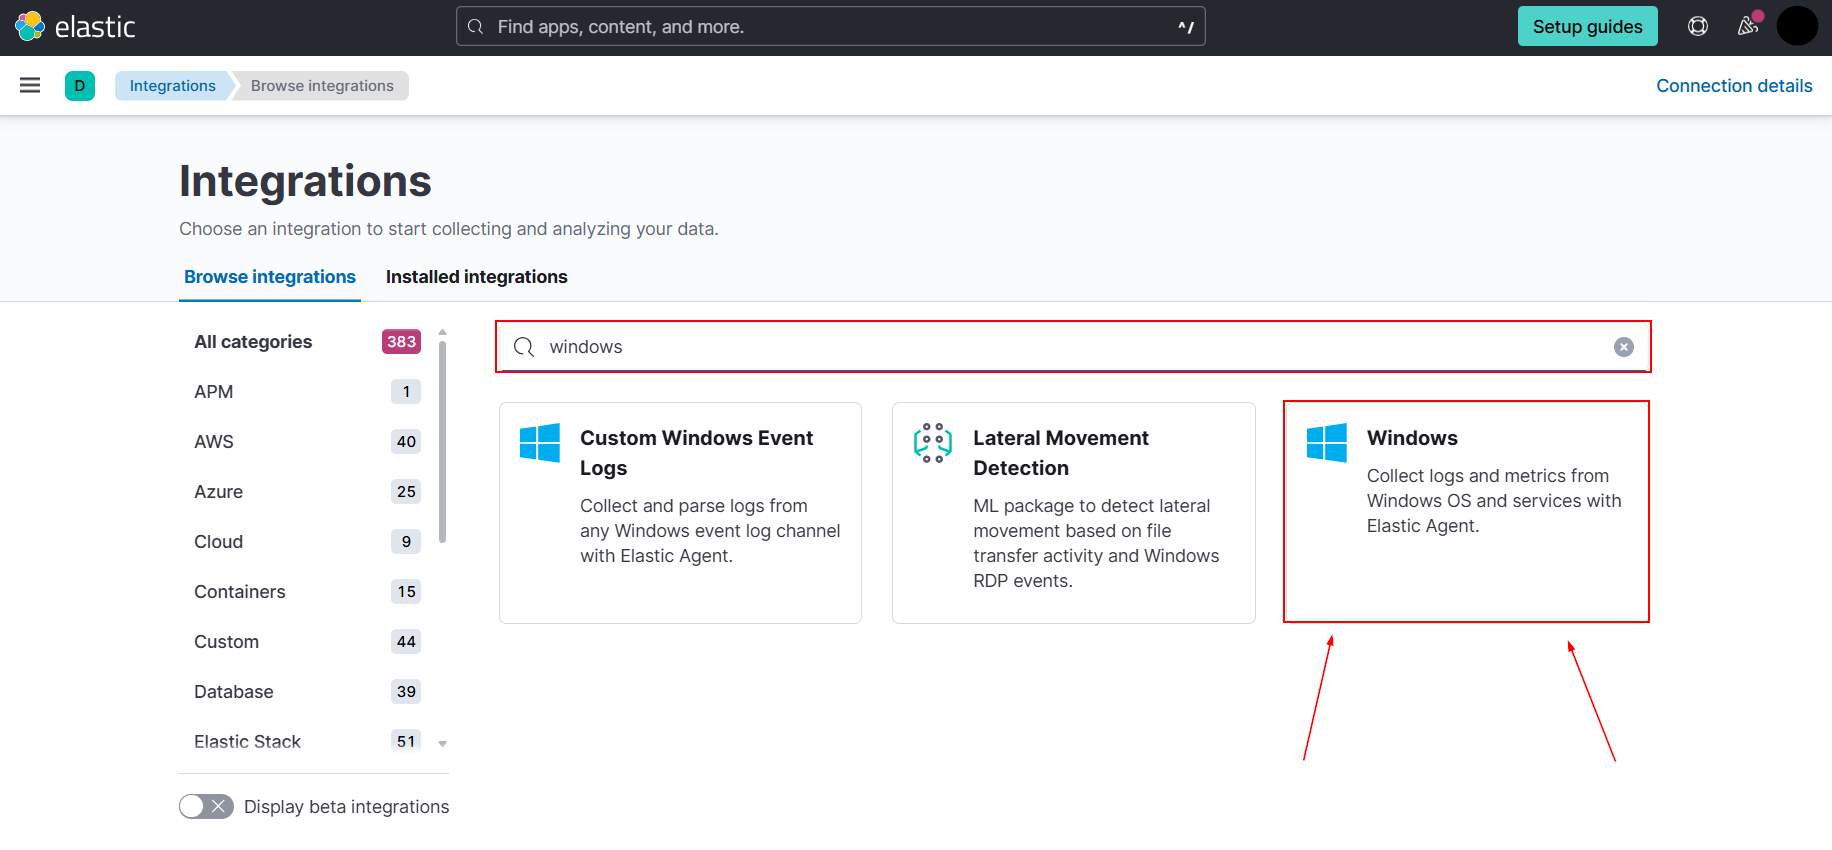 elastic
Find apps, content, and more.
^/
Setup guides
D
Integrations
Browse integrations
Connection details
Integrations
Choose an integration to start collecting and analyzing your data.
Browse integrations
Installed integrations
All categories 383
APM 1
AWS 40
Azure 25
Cloud 9
Containers 15
Custom 44
Database 39
Elastic Stack 51
Display beta integrations
windows
Custom Windows Event
Logs
Collect and parse logs from
any Windows event log channel
with Elastic Agent.
Lateral Movement
Detection
ML package to detect lateral
movement based on file
transfer activity and Windows
RDP events.
Windows
Collect logs and metrics from
Windows OS and services with
Elastic Agent.